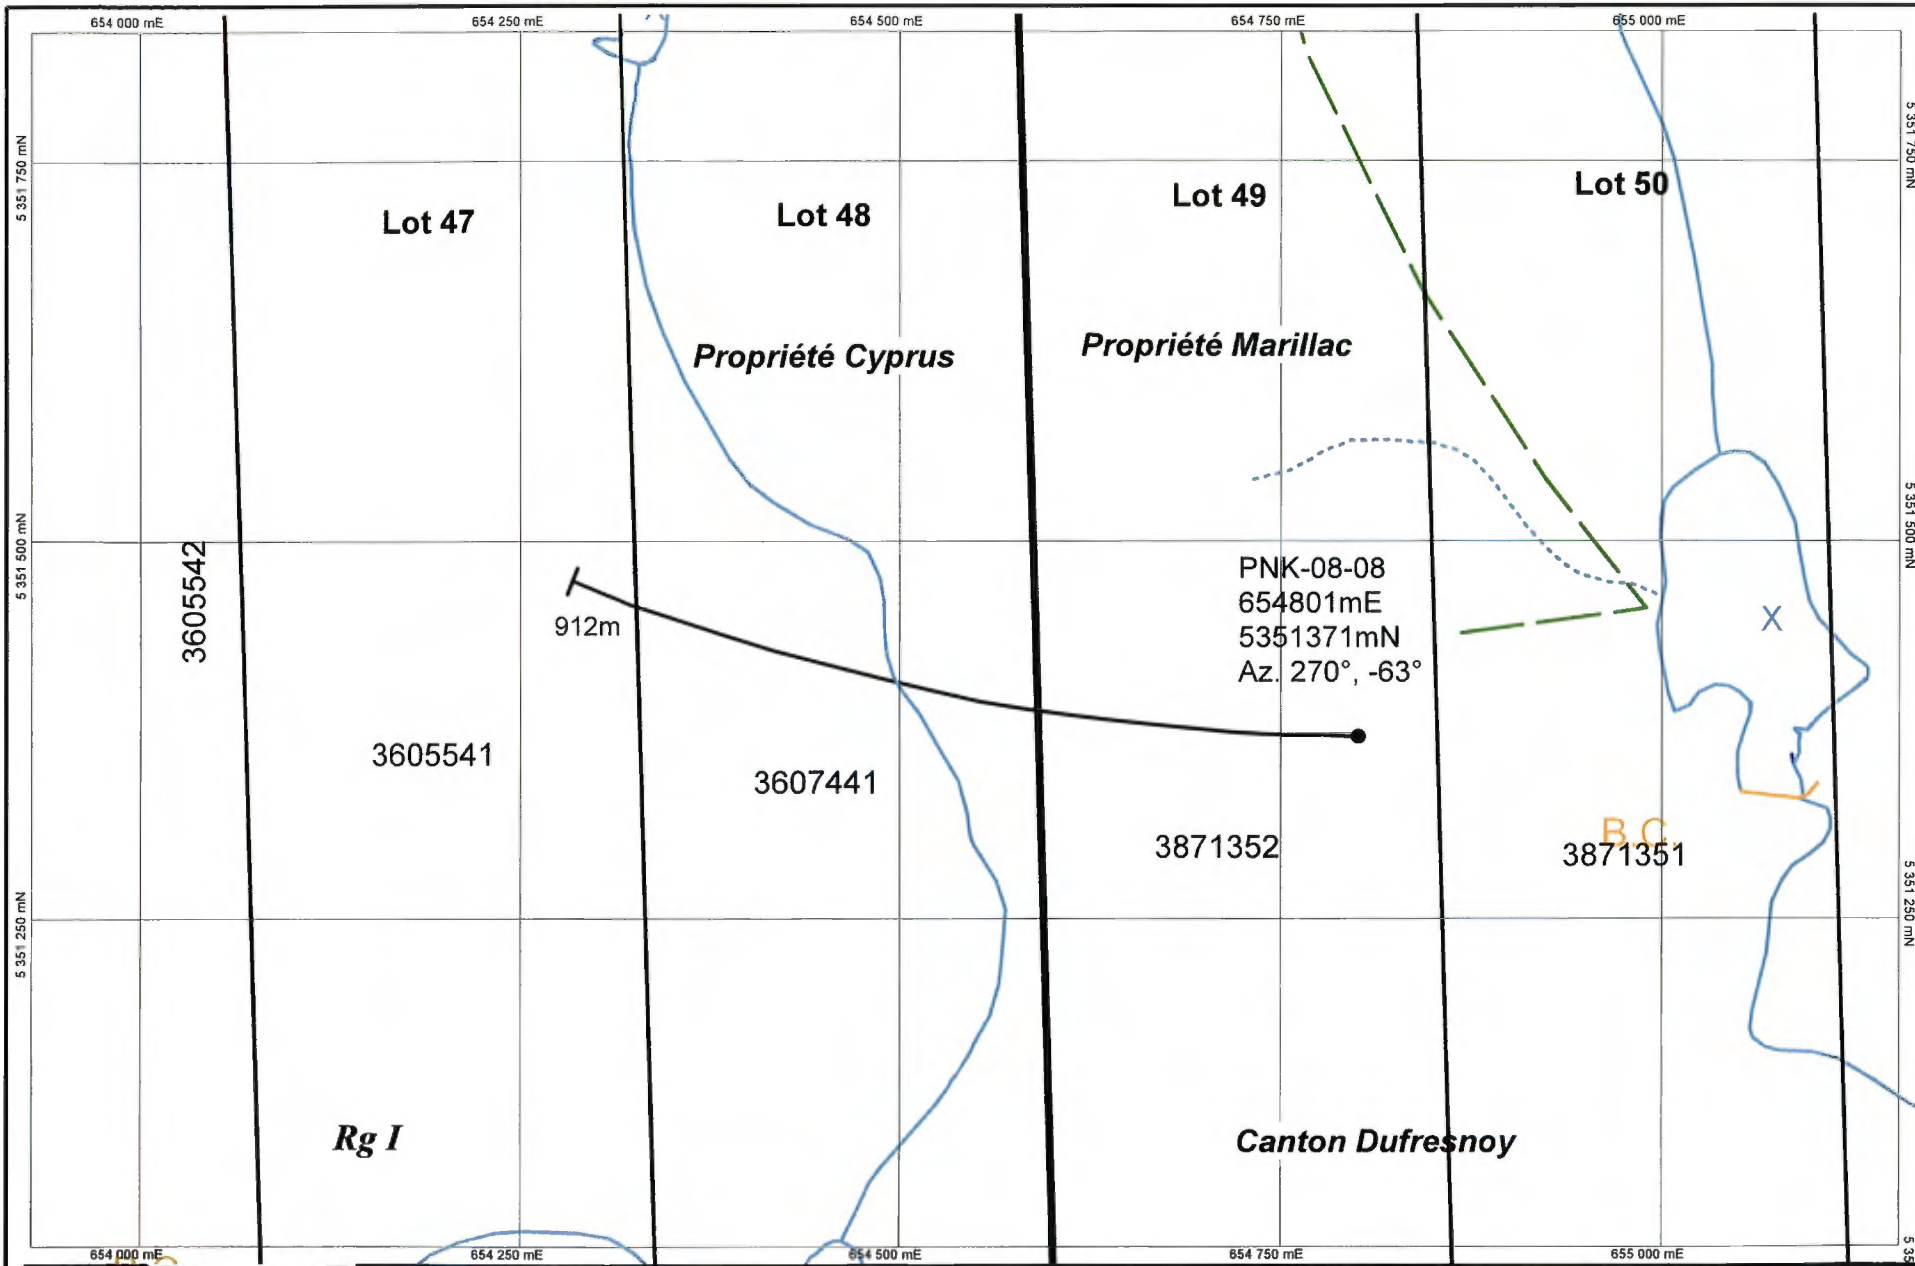 654 000 mE
654 250 mE
654 500 mE
654 750 mE
655 000 mE
5 351 750 mN
5 351 750 mN
Lot 47
Lot 48
Lot 49
Lot 50
Propriété Cyprus
Propriété Marillac
5 351 500 mN
5 351 500 mN
3605542
PNK-08-08
654801mE
5351371mN
Az. 270°, -63°
912m
X
3605541
3607441
3871352
B.C.
3871351
5 351 250 mN
5 351 250 mN
Rg I
Canton Dufresnoy
654 000 mE
654 250 mE
654 500 mE
654 750 mE
655 000 mE